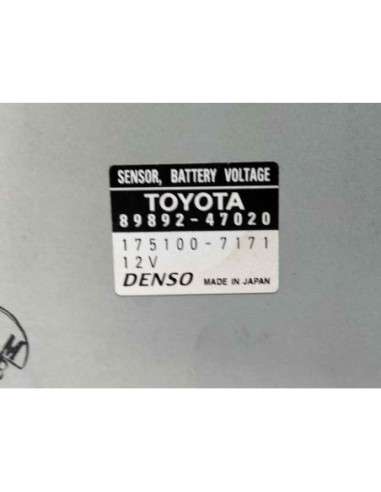 SENSOR, BATTERY VOLTAGE
TOYOTA
89892-47020
175100-7171
12V
DENSO MADE IN JAPAN